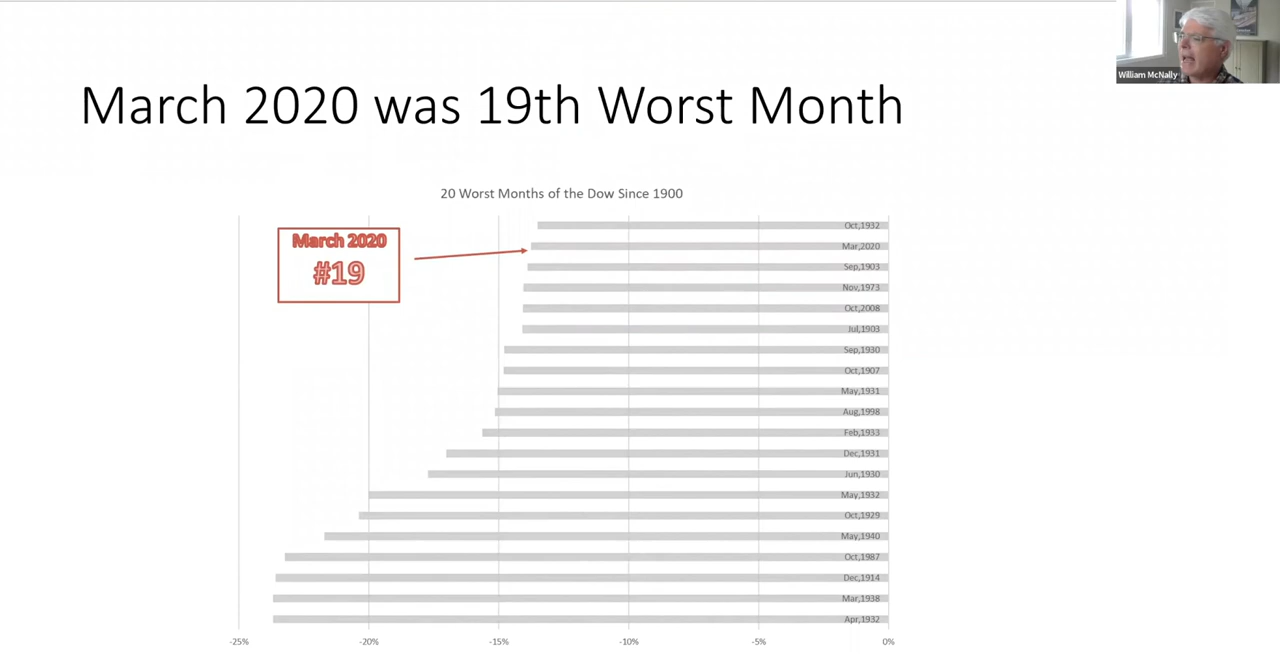 William McNally
March 2020 was 19th Worst Month
20 Worst Months of the Dow Since 1900
March 2020
#19
Oct,1932
Mar,2020
Sep,1903
Nov,1973
Oct,2008
Jul,1903
Sep,1930
Oct,1907
May,1931
Aug,1998
Feb,1933
Dec,1931
Jun,1930
May,1932
Oct,1929
May,1940
Oct,1987
Dec,1914
Mar,1938
Apr,1932
-25% -20% -15% -10% -5% 0%